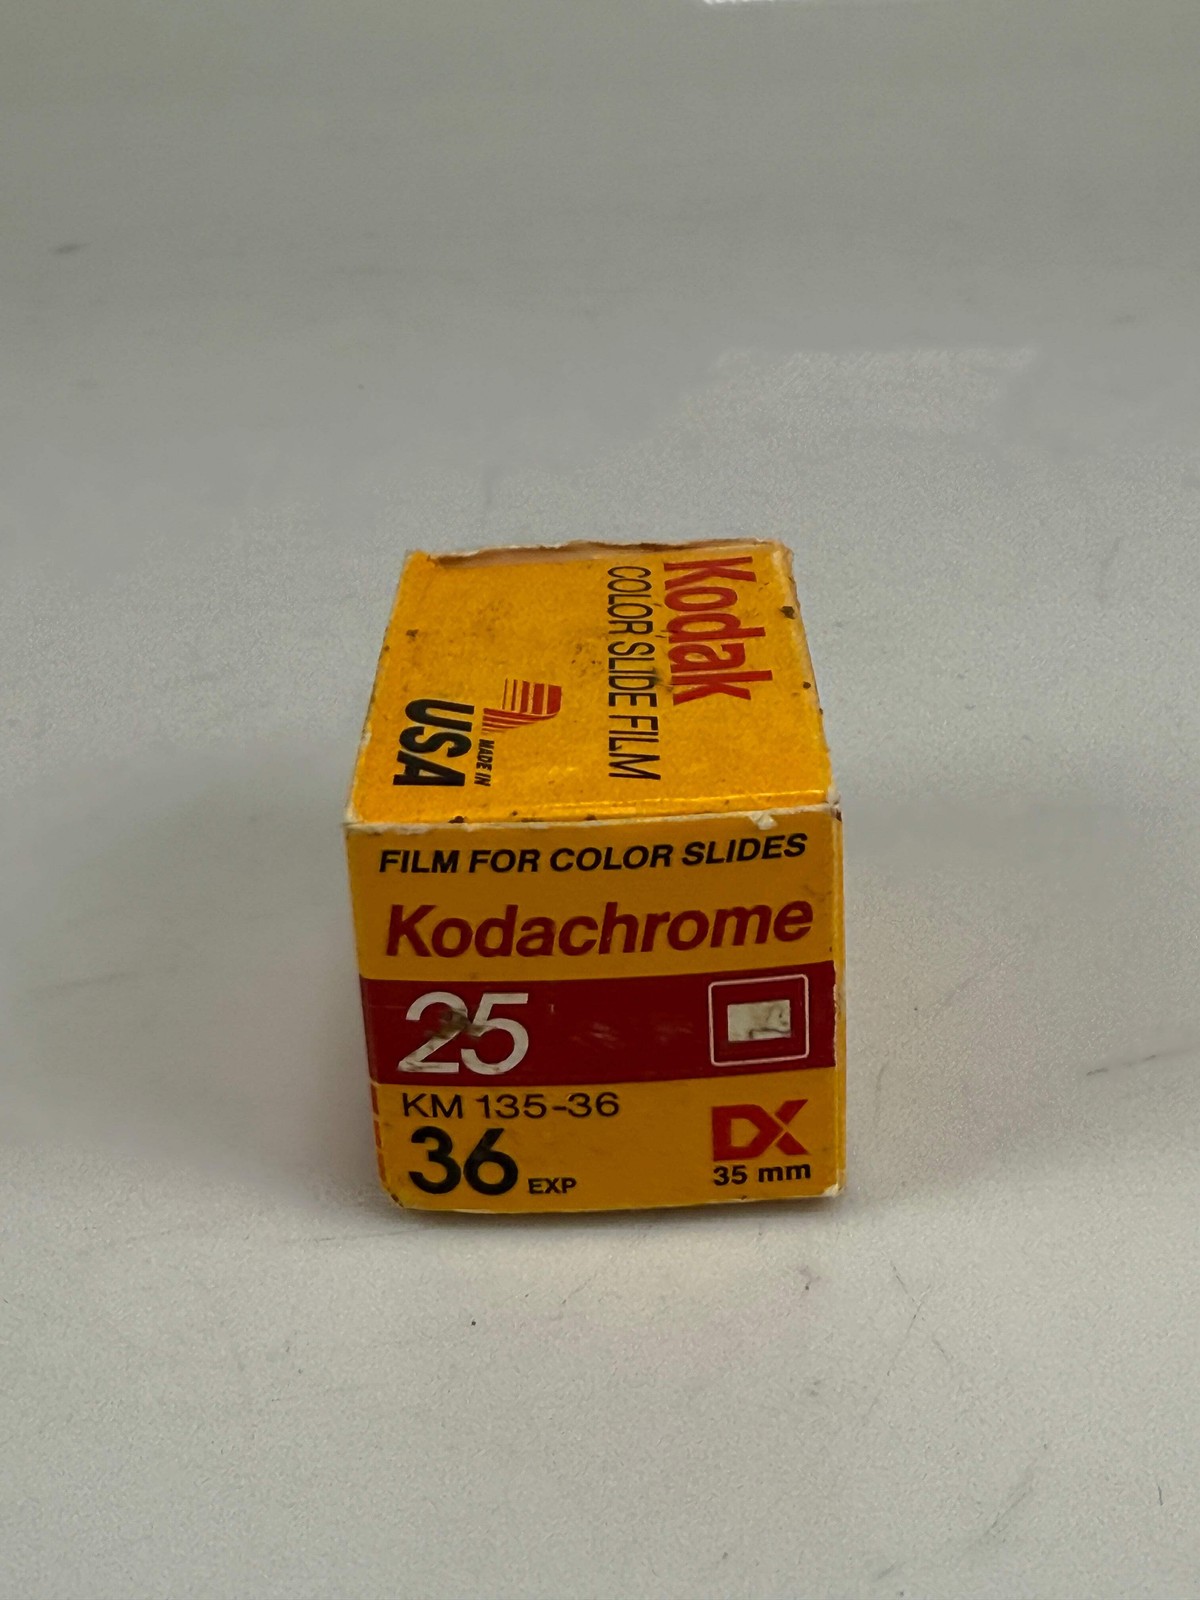 Kodak
COLOR SLIDE FILM
MADE IN
USA
FILM FOR COLOR SLIDES
Kodachrome
25
KM 135-36
36 EXP
DX
35 mm